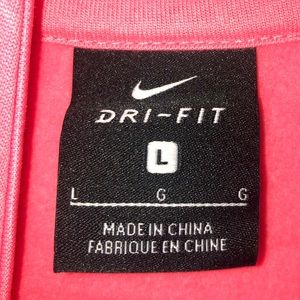 DRI-FIT
L
L G G
MADE IN CHINA
FABRIQUE EN CHINE